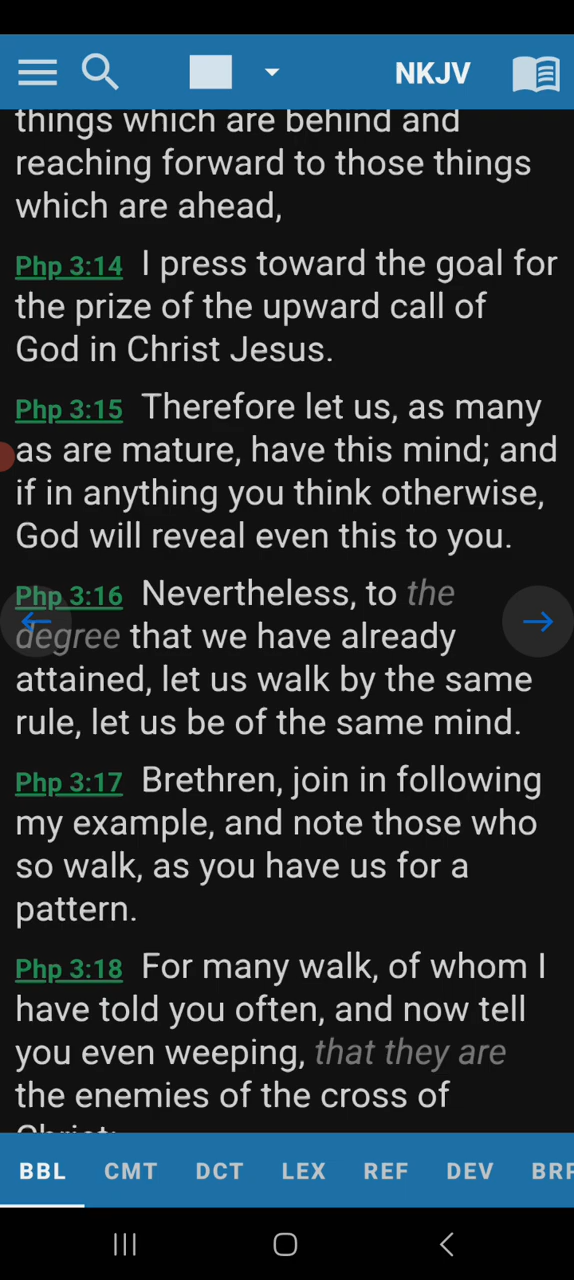 NKJV
things which are behind and
reaching forward to those things
which are ahead,
Php 3:14 I press toward the goal for
the prize of the upward call of
God in Christ Jesus.
Php 3:15 Therefore let us, as many
as are mature, have this mind; and
if in anything you think otherwise,
God will reveal even this to you.
Php 3:16 Nevertheless, to the
degree that we have already
attained, let us walk by the same
rule, let us be of the same mind.
Php 3:17 Brethren, join in following
my example, and note those who
so walk, as you have us for a
pattern.
Php 3:18 For many walk, of whom I
have told you often, and now tell
you even weeping, that they are
the enemies of the cross of
Christ:
BBL CMT DCT LEX REF DEV BRP